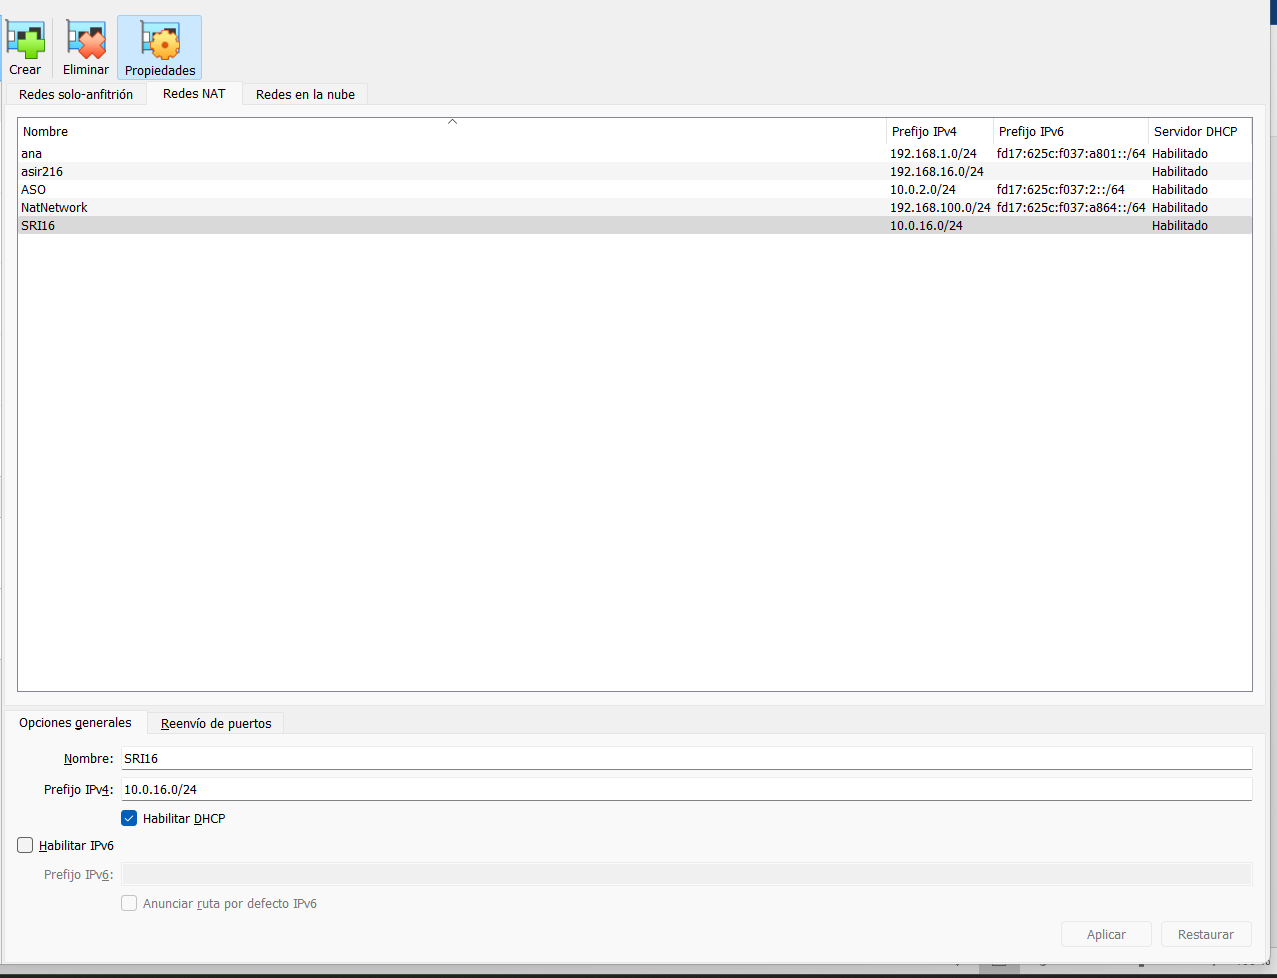 Crear Eliminar Propiedades
Redes solo-anfitrión Redes NAT Redes en la nube
Nombre Prefijo IPv4 Prefijo IPv6 Servidor DHCP
ana 192.168.1.0/24 fd17:625c:f037:a801::/64 Habilitado
asir216 192.168.16.0/24 Habilitado
ASO 10.0.2.0/24 fd17:625c:f037:2::/64 Habilitado
NatNetwork 192.168.100.0/24 fd17:625c:f037:a864::/64 Habilitado
SRI16 10.0.16.0/24 Habilitado
Opciones generales Reenvío de puertos
Nombre: SRI16
Prefijo IPv4: 10.0.16.0/24
Habilitar DHCP
Habilitar IPv6
Prefijo IPv6:
Anunciar ruta por defecto IPv6
Aplicar Restaurar